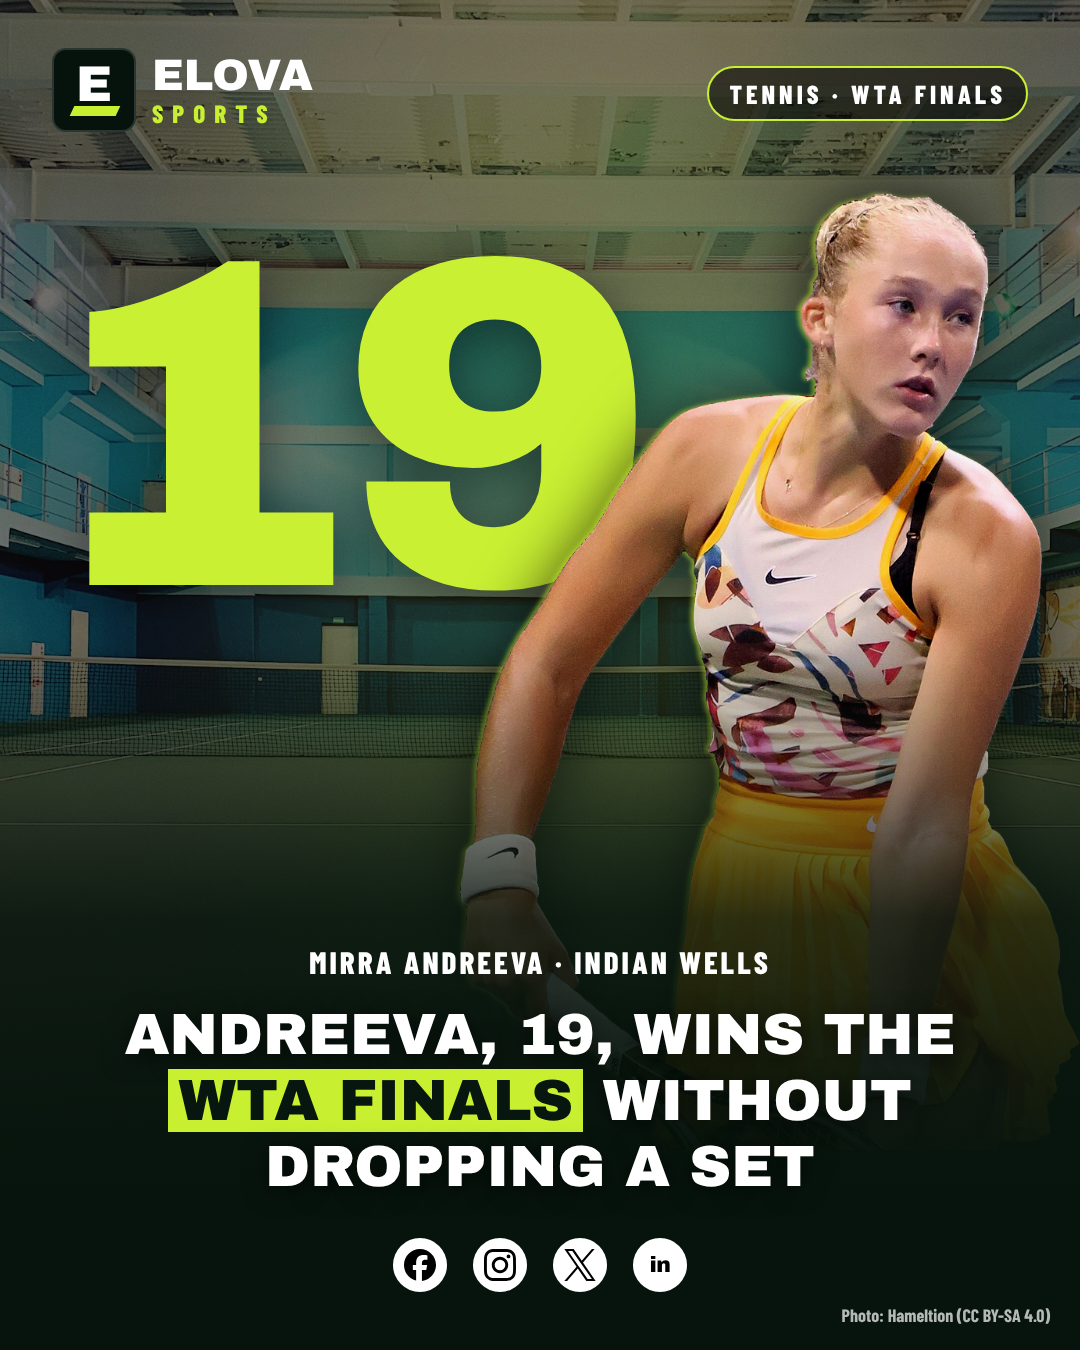 E
ELOVA
SPORTS
TENNIS · WTA FINALS
19
MIRRA ANDREEVA · INDIAN WELLS
ANDREEVA, 19, WINS THE
WTA FINALS WITHOUT
DROPPING A SET
in
Photo: Hameltion (CC BY-SA 4.0)